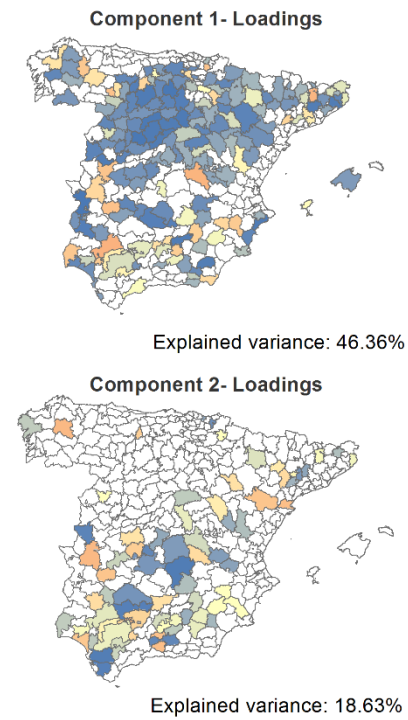 Component 1- Loadings
Explained variance: 46.36%
Component 2- Loadings
Explained variance: 18.63%